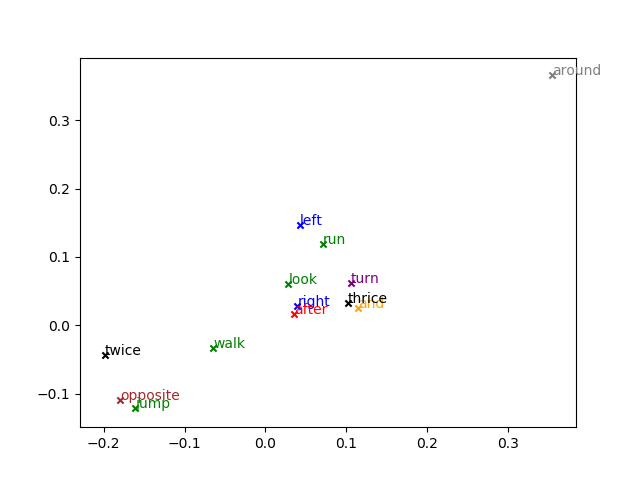 around
0.3
0.2
left
run
0.1
look
turn
right
thrice
after
and
0.0
twice
walk
opposite
jump
−0.1
−0.2
−0.1
0.0
0.1
0.2
0.3